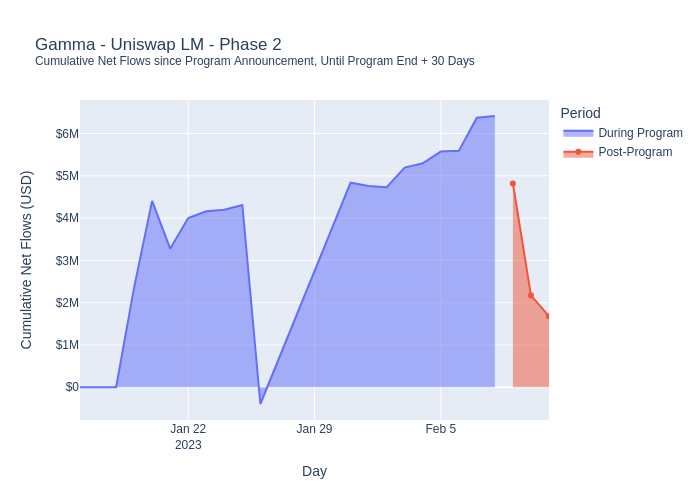 Gamma - Uniswap LM - Phase 2
Cumulative Net Flows since Program Announcement, Until Program End + 30 Days
Period
During Program
Post-Program
Cumulative Net Flows (USD)
$6M
$5M
$4M
$3M
$2M
$1M
$0
Jan 22
2023
Jan 29
Feb 5
Day